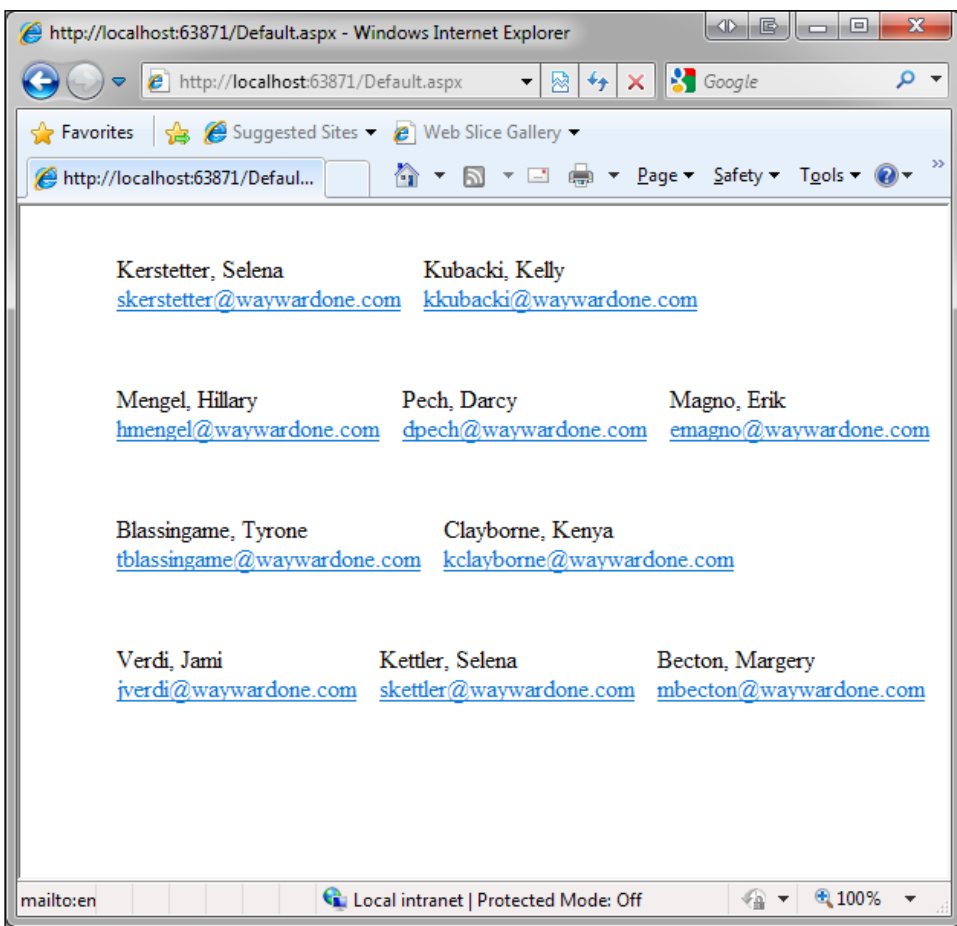 http://localhost:63871/Default.aspx - Windows Internet Explorer
http://localhost:63871/Default.aspx
Google
Favorites Suggested Sites Web Slice Gallery
http://localhost:63871/Defaul... Page Safety Tools
Kerstetter, Selena Kubacki, Kelly
skerstetter@waywardone.com kkubacki@waywardone.com
Mengel, Hillary Pech, Darcy Magno, Erik
hmengel@waywardone.com dpech@waywardone.com emagno@waywardone.com
Blassingame, Tyrone Clayborne, Kenya
tblassingame@waywardone.com kclayborne@waywardone.com
Verdi, Jami Kettler, Selena Becton, Margery
jverdi@waywardone.com skettler@waywardone.com mbecton@waywardone.com
mailto:en Local intranet | Protected Mode: Off 100%